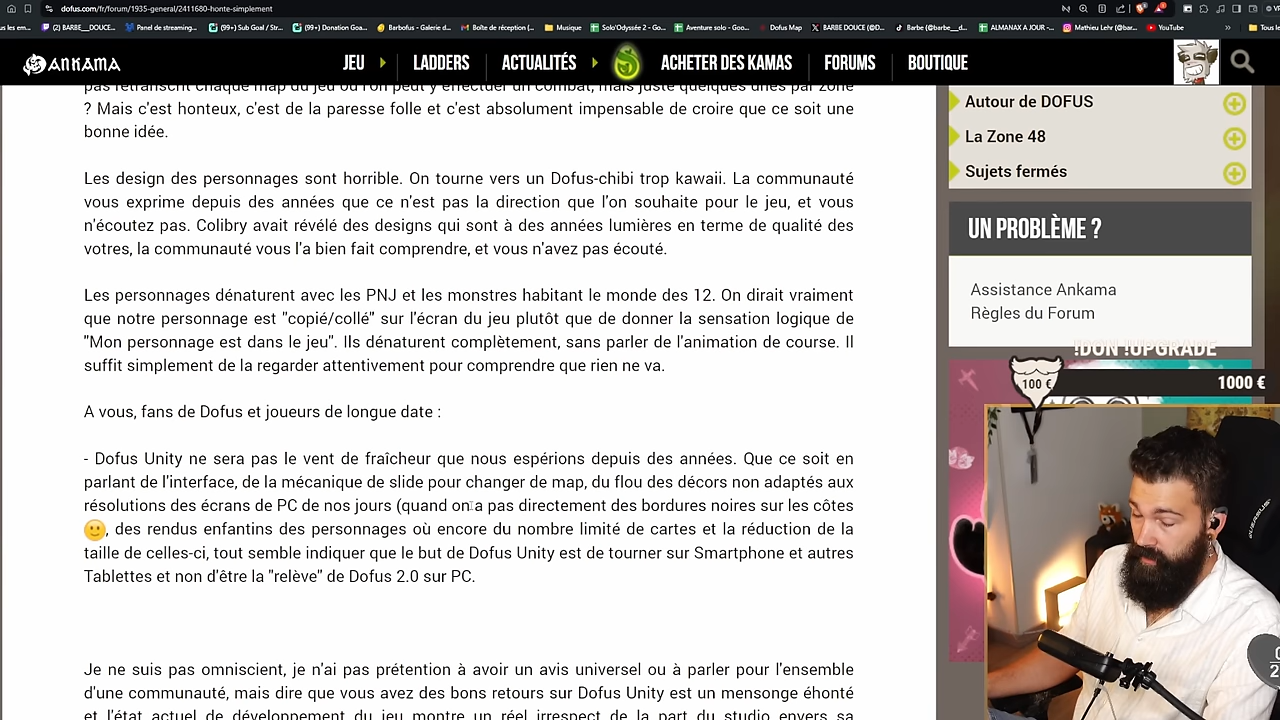 dofus.com/fr/forum/1935-general/2411680-honte-simplement
(2) BARBE__DOUCE...
Panel de streaming...
(99+) Sub Goal / Str...
(99+) Donation Goa...
Barbofus - Galerie d...
Boîte de réception (...
Musique
Solo'Odyssée 2 - Go...
Aventure solo - Goo...
Dofus Map
BARBE DOUCE (@D...
Barbe (@barbe__d...
ALMANAX A JOUR -...
Mathieu Lehr (@bar...
YouTube
»
Tous le
ANKAMA
JEU
LADDERS
ACTUALITÉS
ACHETER DES KAMAS
FORUMS
BOUTIQUE
pas retranscrit chaque map du jeu où l'on peut y effectuer un combat, mais juste quelques unes par zone
? Mais c'est honteux, c'est de la paresse folle et c'est absolument impensable de croire que ce soit une
bonne idée.
Les design des personnages sont horrible. On tourne vers un Dofus-chibi trop kawaii. La communauté
vous exprime depuis des années que ce n'est pas la direction que l'on souhaite pour le jeu, et vous
n'écoutez pas. Colibry avait révélé des designs qui sont à des années lumières en terme de qualité des
votres, la communauté vous l'a bien fait comprendre, et vous n'avez pas écouté.
Les personnages dénaturent avec les PNJ et les monstres habitant le monde des 12. On dirait vraiment
que notre personnage est "copié/collé" sur l'écran du jeu plutôt que de donner la sensation logique de
"Mon personnage est dans le jeu". Ils dénaturent complètement, sans parler de l'animation de course. Il
suffit simplement de la regarder attentivement pour comprendre que rien ne va.
A vous, fans de Dofus et joueurs de longue date :
- Dofus Unity ne sera pas le vent de fraîcheur que nous espérions depuis des années. Que ce soit en
parlant de l'interface, de la mécanique de slide pour changer de map, du flou des décors non adaptés aux
résolutions des écrans de PC de nos jours (quand on a pas directement des bordures noires sur les côtes
🙂, des rendus enfantins des personnages où encore du nombre limité de cartes et la réduction de la
taille de celles-ci, tout semble indiquer que le but de Dofus Unity est de tourner sur Smartphone et autres
Tablettes et non d'être la "relève" de Dofus 2.0 sur PC.
Je ne suis pas omniscient, je n'ai pas prétention à avoir un avis universel ou à parler pour l'ensemble
d'une communauté, mais dire que vous avez des bons retours sur Dofus Unity est un mensonge éhonté
et l'état actuel de développement du jeu montre un réel irrespect de la part du studio envers sa
Autour de DOFUS
La Zone 48
Sujets fermés
UN PROBLÈME ?
Assistance Ankama
Règles du Forum
!DON !UPGRADE
100 €
1000 €